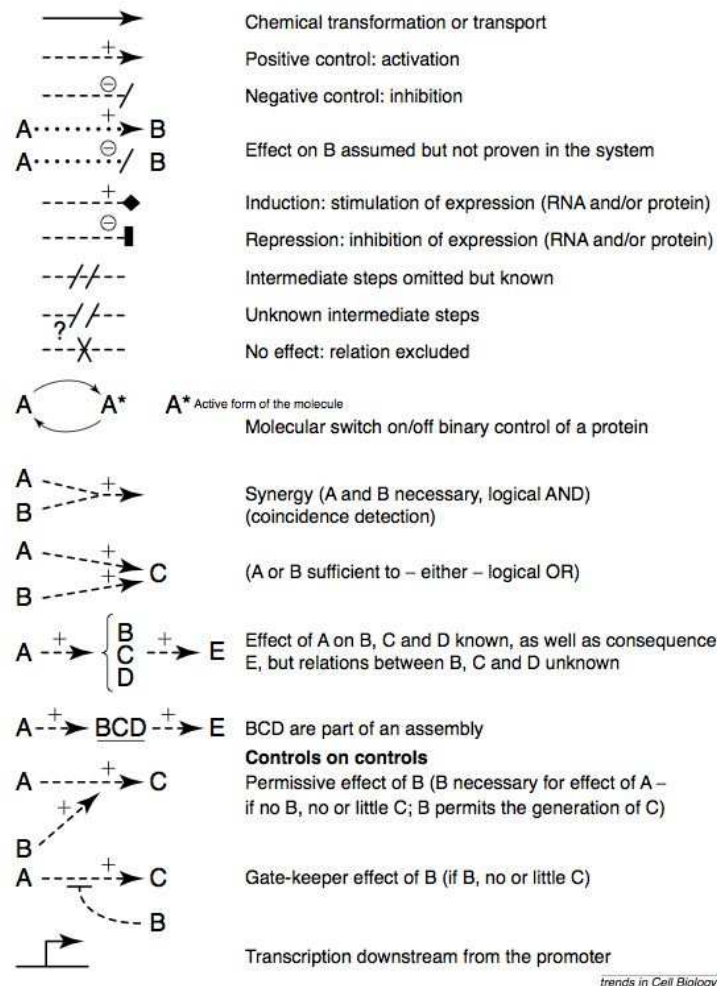 Chemical transformation or transport
+
Positive control: activation
⊖
Negative control: inhibition
A + B
A ⊖ B
Effect on B assumed but not proven in the system
+
Induction: stimulation of expression (RNA and/or protein)
⊖
Repression: inhibition of expression (RNA and/or protein)
Intermediate steps omitted but known
Unknown intermediate steps
?
No effect: relation excluded
A A* A* Active form of the molecule
Molecular switch on/off binary control of a protein
A
+
B
Synergy (A and B necessary, logical AND)
(coincidence detection)
A +
+ C
B
(A or B sufficient to – either – logical OR)
A + B C D + E
Effect of A on B, C and D known, as well as consequence
E, but relations between B, C and D unknown
A + BCD + E
BCD are part of an assembly
Controls on controls
A + C
Permissive effect of B (B necessary for effect of A –
if no B, no or little C; B permits the generation of C)
+
B
A + C
Gate-keeper effect of B (if B, no or little C)
B
Transcription downstream from the promoter
trends in Cell Biology